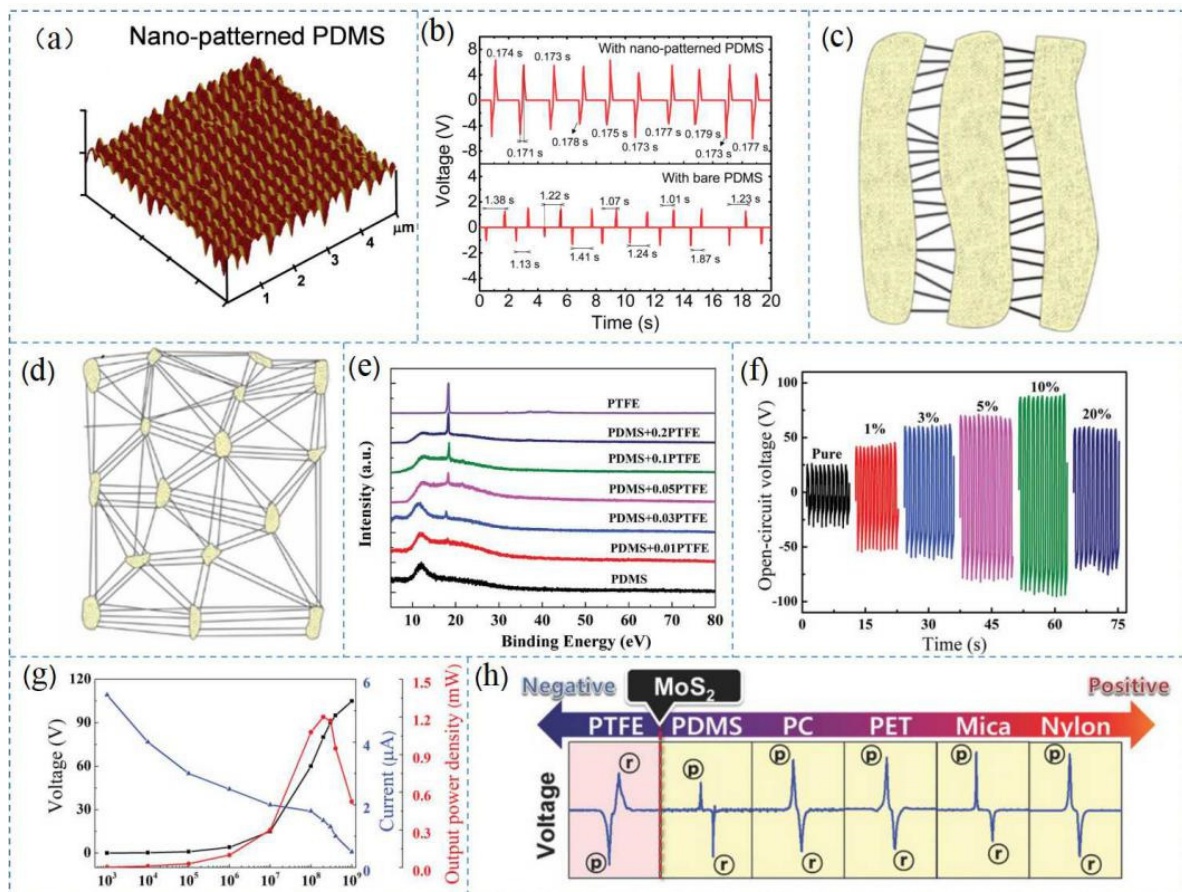 (a)
Nano-patterned PDMS
1
2
3
4
μm
(b)
With nano-patterned PDMS
0.174 s
0.173 s
0.178 s
0.175 s
0.177 s
0.179 s
0.171 s
0.173 s
0.173 s
0.177 s
With bare PDMS
1.38 s
1.22 s
1.07 s
1.01 s
1.23 s
1.13 s
1.41 s
1.24 s
1.87 s
Voltage (V)
8
4
0
-4
-8
4
0
-4
-8
0 2 4 6 8 10 12 14 16 18 20
Time (s)
(c)
(d)
(e)
PTFE
PDMS+0.2PTFE
PDMS+0.1PTFE
PDMS+0.05PTFE
PDMS+0.03PTFE
PDMS+0.01PTFE
PDMS
Intensity (a.u.)
10 20 30 40 50 60 70 80
Binding Energy (eV)
(f)
Pure
1%
3%
5%
10%
20%
Open-circuit voltage (V)
100
50
0
-50
-100
0 15 30 45 60 75
Time (s)
(g)
Voltage (V)
120
90
60
30
0
Current (μA)
6
4
2
0
Output power density (mW)
1.5
1.2
0.9
0.6
0.3
0.0
10³ 10⁴ 10⁵ 10⁶ 10⁷ 10⁸ 10⁹
(h)
Negative
MoS₂
Positive
PTFE PDMS PC PET Mica Nylon
Voltage
r p p p p p
p r r r r r